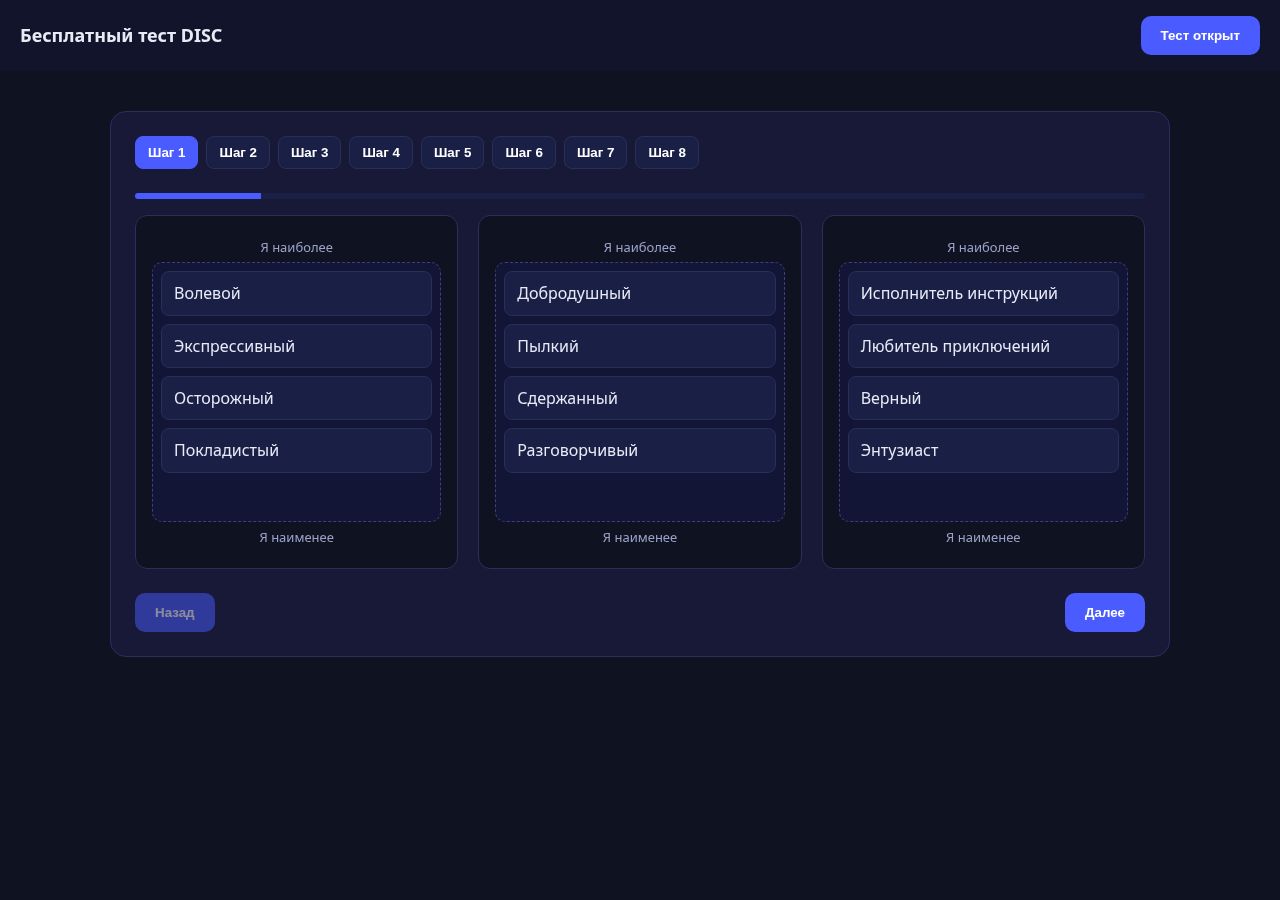 Бесплатный тест DISC
Тест открыт
Шаг 1
Шаг 2
Шаг 3
Шаг 4
Шаг 5
Шаг 6
Шаг 7
Шаг 8
Я наиболее
Волевой
Экспрессивный
Осторожный
Покладистый
Я наименее
Я наиболее
Добродушный
Пылкий
Сдержанный
Разговорчивый
Я наименее
Я наиболее
Исполнитель инструкций
Любитель приключений
Верный
Энтузиаст
Я наименее
Назад
Далее